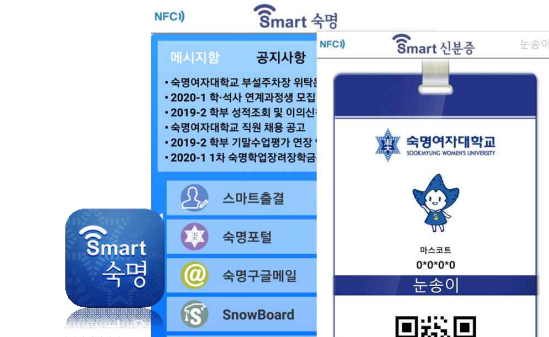 NFC
Smart 숙명
메시지함 공지사항
• 숙명여자대학교 부설주차장 위탁
• 2020-1 학·석사 연계과정생 모집
• 2019-2 학부 성적조회 및 이의신
• 숙명여자대학교 직원 채용 공고
• 2019-2 학부 기말수업평가 연장
• 2020-1 1차 숙명학업장려장학금
스마트출결
숙명포털
숙명구글메일
SnowBoard
Smart
숙명
NFC
Smart 신분증
눈송이
숙명여자대학교
SOOKMYUNG WOMEN'S UNIVERSITY
마스코트
0*0*0*0
눈송이